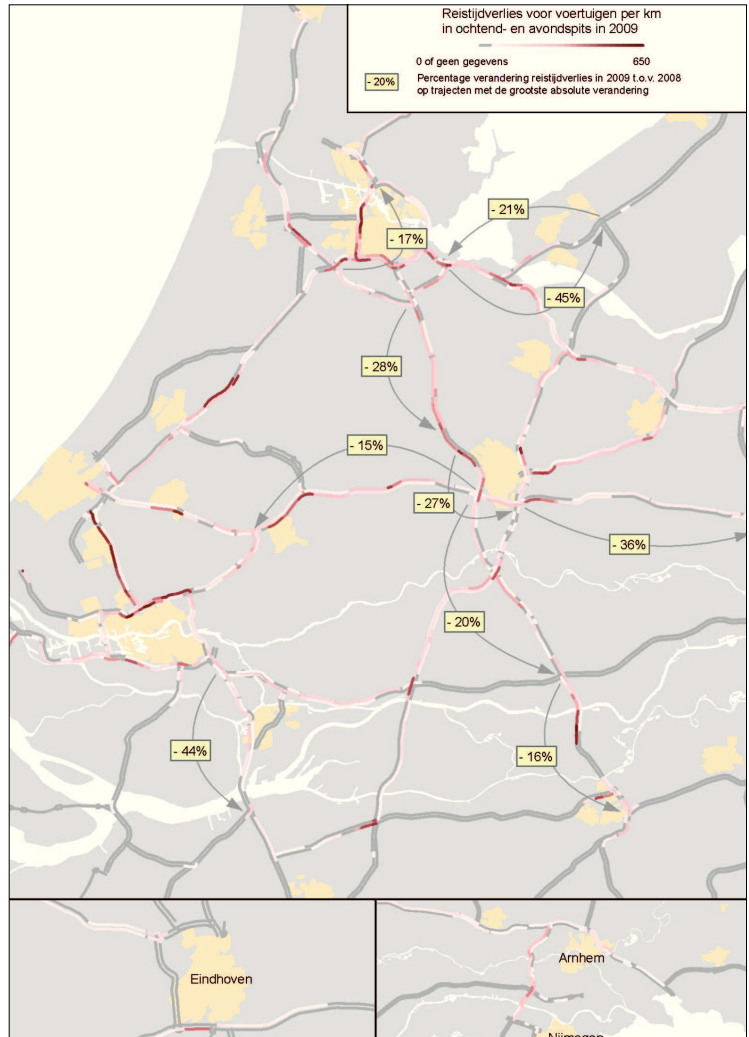 Reistijdverlies voor voertuigen per km
in ochtend- en avondspits in 2009
0 of geen gegevens 650
- 20% Percentage verandering reistijdverlies in 2009 t.o.v. 2008
op trajecten met de grootste absolute verandering
- 21%
- 17%
- 45%
- 28%
- 15%
- 27%
- 36%
- 20%
- 44%
- 16%
Eindhoven
Arnhem
Nijmegen